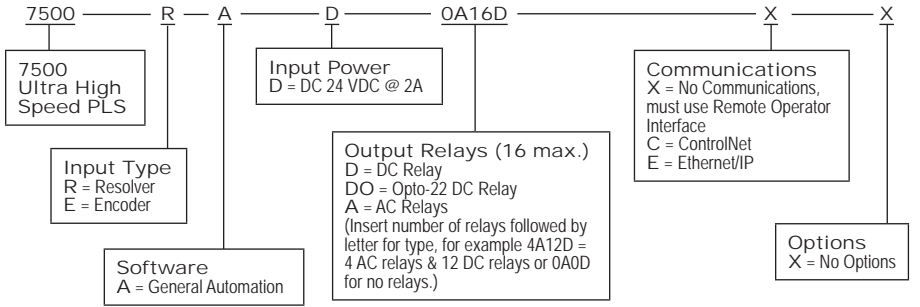 7500 R A D 0A16D X X
7500
Ultra High
Speed PLS
Input Type
R = Resolver
E = Encoder
Software
A = General Automation
Input Power
D = DC 24 VDC @ 2A
Output Relays (16 max.)
D = DC Relay
DO = Opto-22 DC Relay
A = AC Relays
(Insert number of relays followed by
letter for type, for example 4A12D =
4 AC relays & 12 DC relays or 0A0D
for no relays.)
Communications
X = No Communications,
must use Remote Operator
Interface
C = ControlNet
E = Ethernet/IP
Options
X = No Options